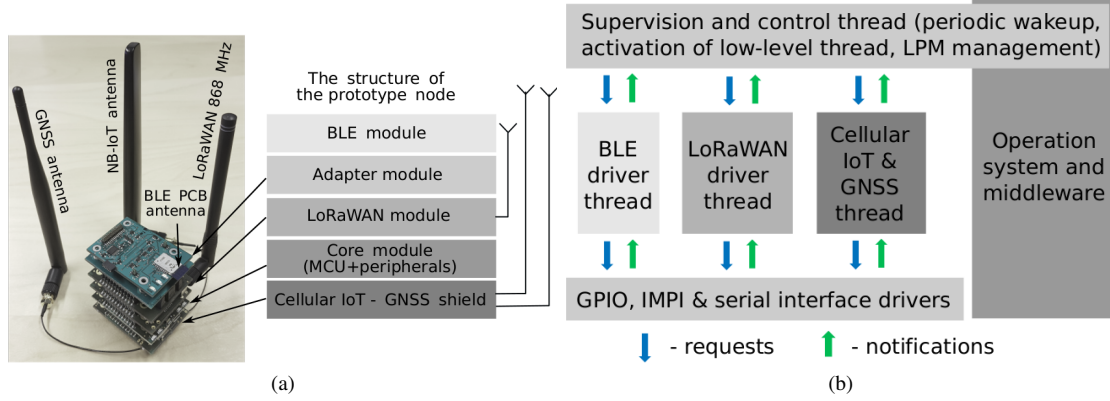 GNSS antenna
NB-IoT antenna
LoRaWAN 868 MHz
BLE PCB
antenna
The structure of
the prototype node
BLE module
Adapter module
LoRaWAN module
Core module
(MCU+peripherals)
Cellular IoT - GNSS shield
(a)
Supervision and control thread (periodic wakeup,
activation of low-level thread, LPM management)
BLE
driver
thread
LoRaWAN
driver
thread
Cellular
IoT &
GNSS
thread
Operation
system and
middleware
GPIO, IMPI & serial interface drivers
- requests
- notifications
(b)